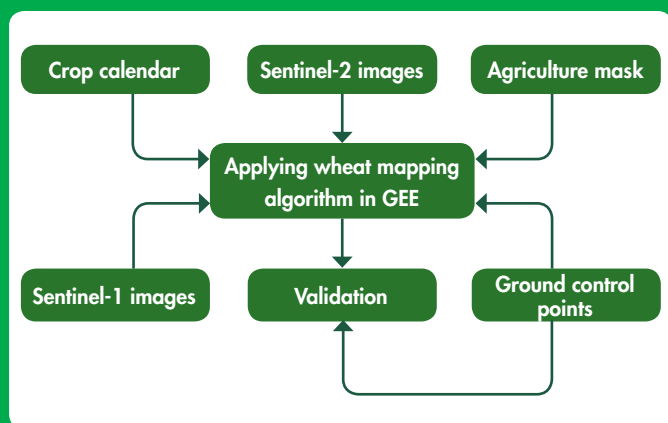 Crop calendar
Sentinel-2 images
Agriculture mask
Applying wheat mapping
algorithm in GEE
Sentinel-1 images
Validation
Ground control
points